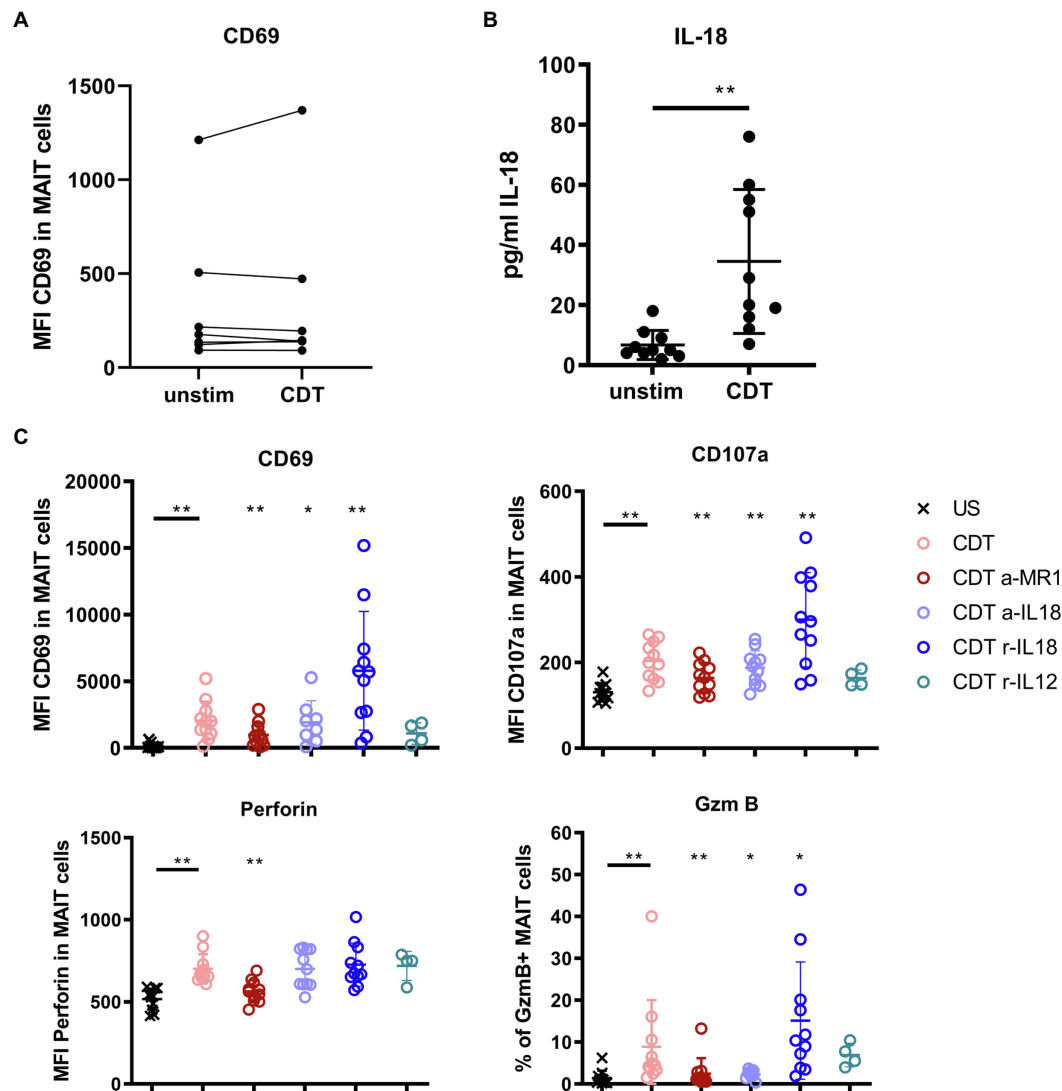 A
CD69
MFI CD69 in MAIT cells
1500
1000
500
0
unstim CDT
B
IL-18
pg/ml IL-18
100
80
60
40
20
0
**
unstim CDT
C
CD69
MFI CD69 in MAIT cells
20000
15000
10000
5000
0
** ** * **
CD107a
MFI CD107a in MAIT cells
600
400
200
0
** ** ** **
US
CDT
CDT a-MR1
CDT a-IL18
CDT r-IL18
CDT r-IL12
Perforin
MFI Perforin in MAIT cells
1500
1000
500
0
** **
Gzm B
% of GzmB+ MAIT cells
60
50
40
30
20
10
0
** ** * *